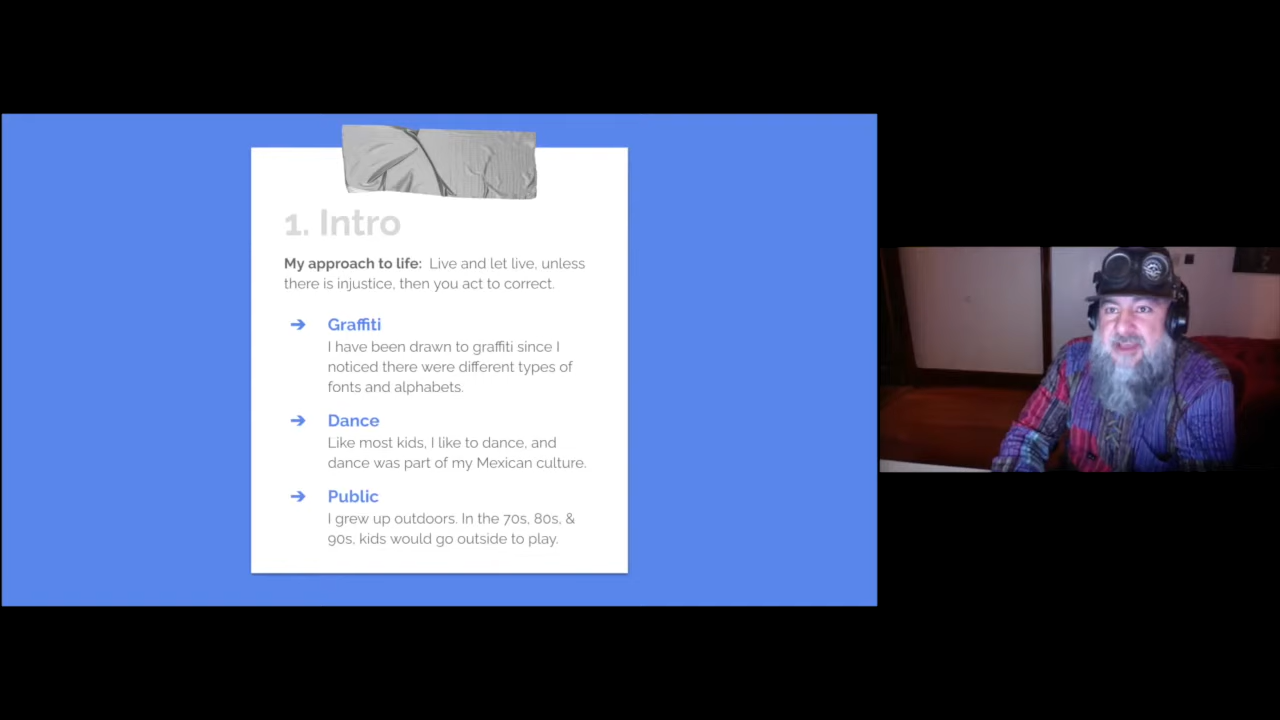 1. Intro
My approach to life: Live and let live, unless
there is injustice, then you act to correct.
➔ Graffiti
I have been drawn to graffiti since I
noticed there were different types of
fonts and alphabets.
➔ Dance
Like most kids, I like to dance, and
dance was part of my Mexican culture.
➔ Public
I grew up outdoors. In the 70s, 80s, &
90s, kids would go outside to play.